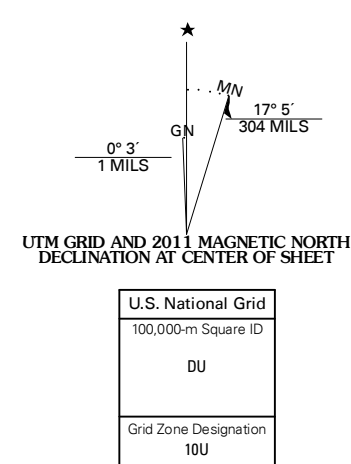 MN
GN
17° 5´
304 MILS
0° 3´
1 MILS
UTM GRID AND 2011 MAGNETIC NORTH
DECLINATION AT CENTER OF SHEET
U.S. National Grid
100,000-m Square ID
DU
Grid Zone Designation
10U